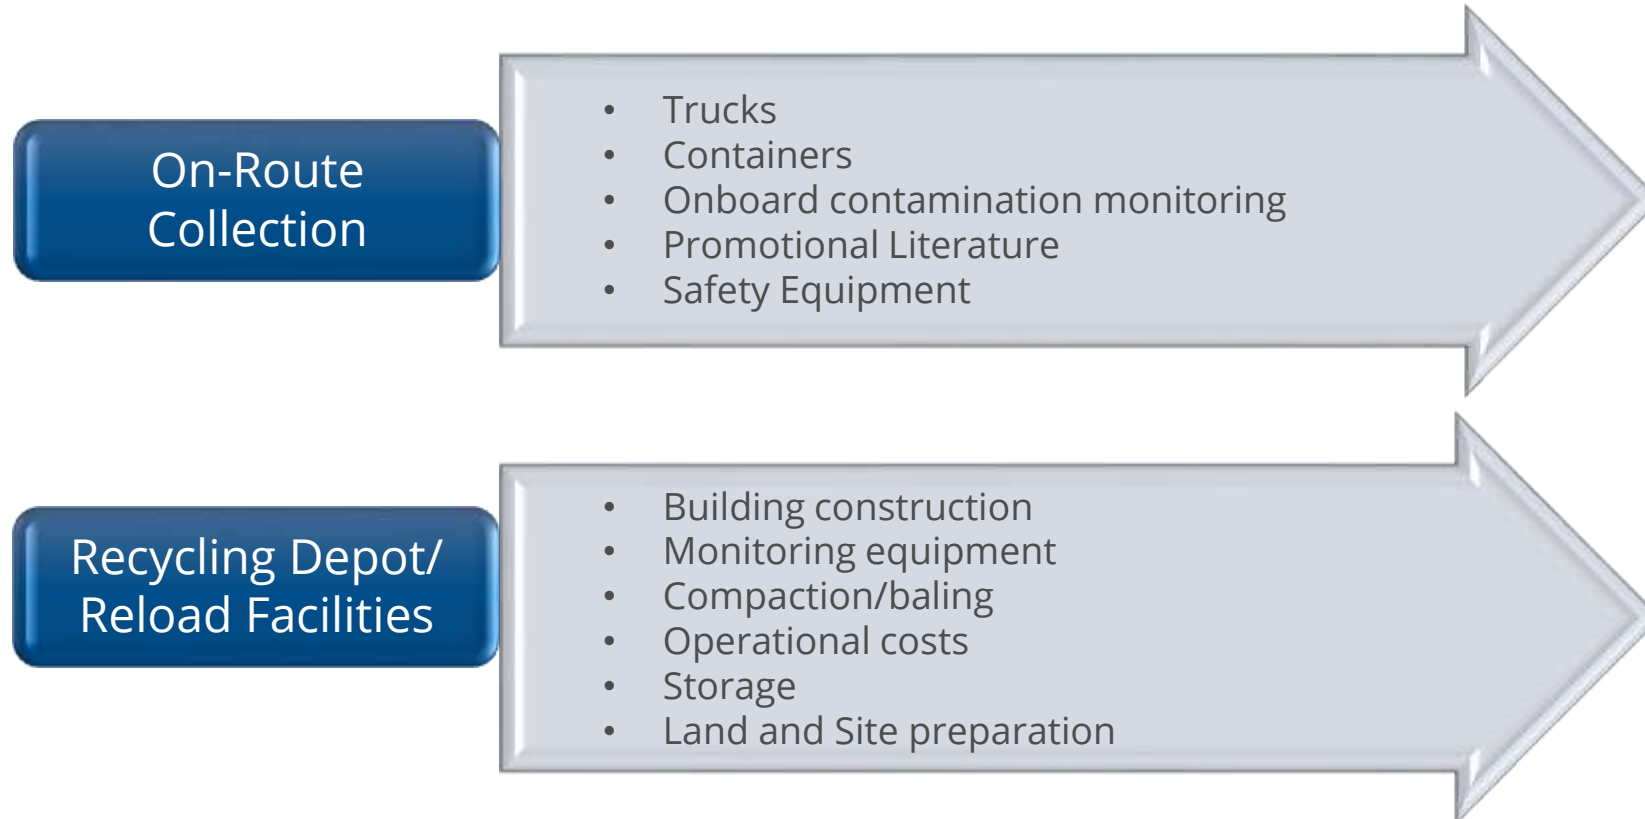 On-Route
Collection
• Trucks
• Containers
• Onboard contamination monitoring
• Promotional Literature
• Safety Equipment
Recycling Depot/
Reload Facilities
• Building construction
• Monitoring equipment
• Compaction/baling
• Operational costs
• Storage
• Land and Site preparation